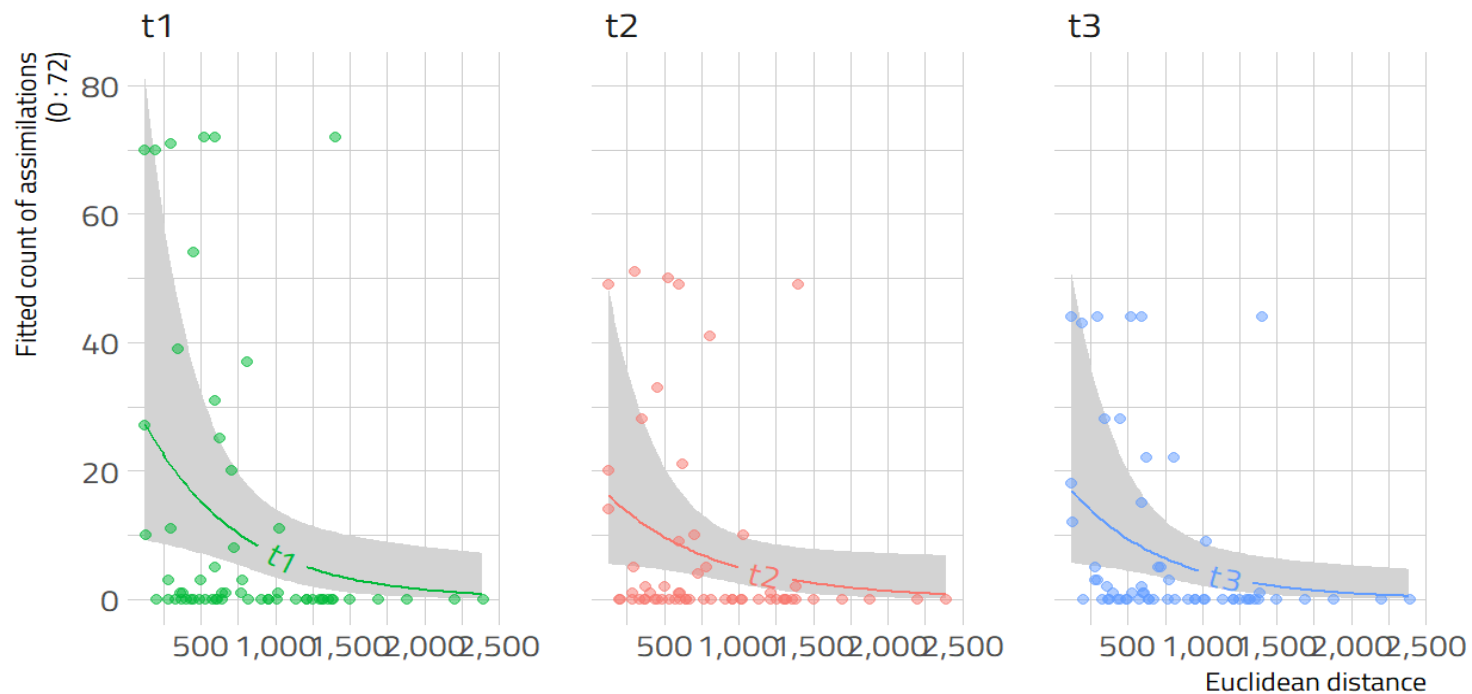 t1 t2 t3
Fitted count of assimilations
(0 : 72)
80
60
40
20
0
t1 t2 t3
500 1,000 1,500 2,000 2,500 500 1,000 1,500 2,000 2,500 500 1,000 1,500 2,000 2,500
Euclidean distance